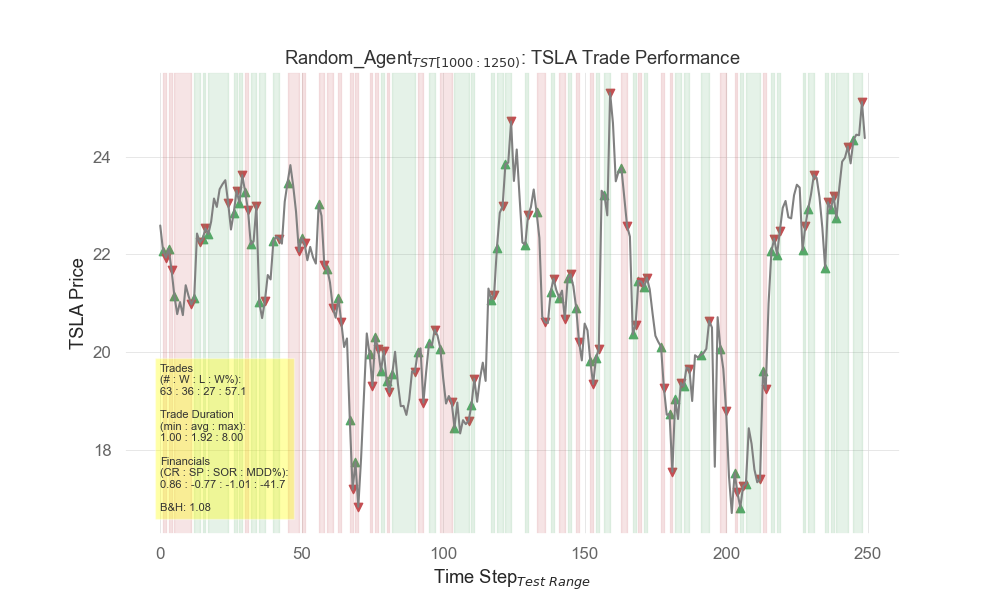 Random_Agent_TST[1000:1250): TSLA Trade Performance
TSLA Price
24
22
20
18
Trades
(# : W : L : W%):
63 : 36 : 27 : 57.1
Trade Duration
(min : avg : max):
1.00 : 1.92 : 8.00
Financials
(CR : SP : SOR : MDD%):
0.86 : -0.77 : -1.01 : -41.7
B&H: 1.08
0 50 100 150 200 250
Time Step Test Range